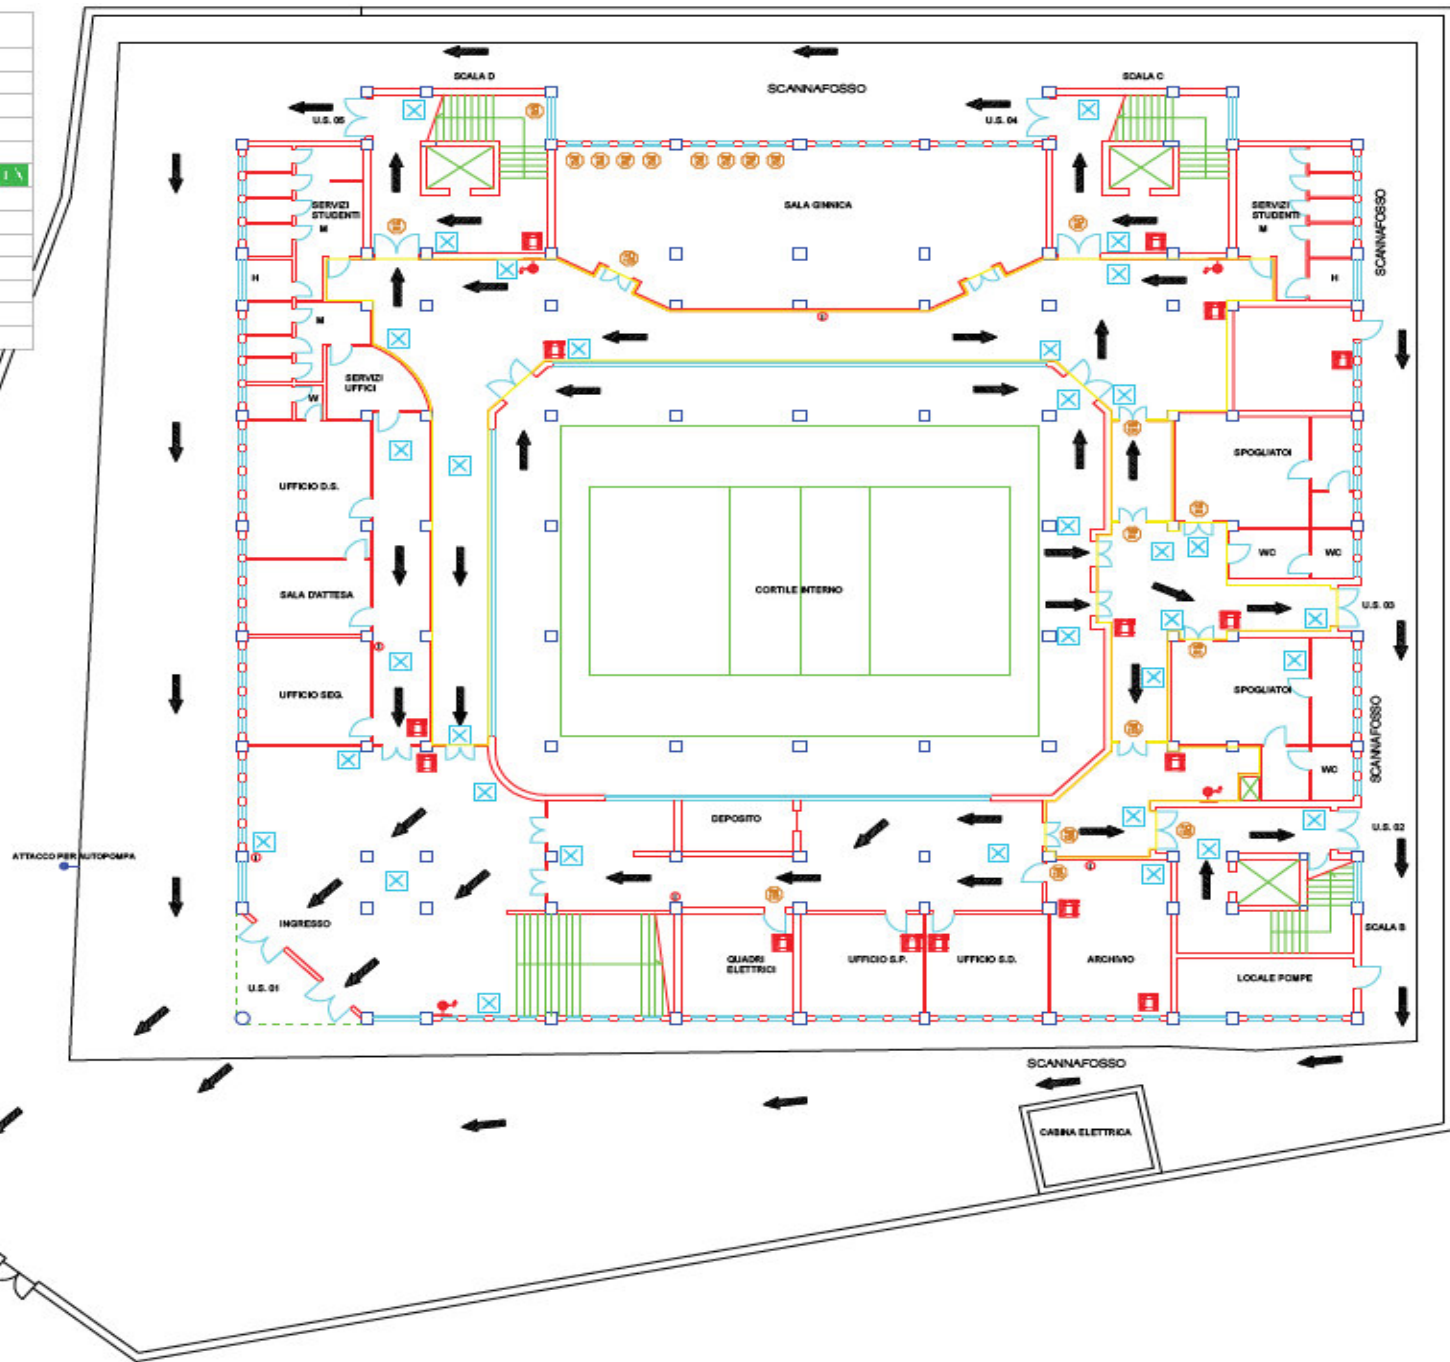 SCALA D
SCALA C
SCANNAFOSSO
U.S. 05
U.S. 04
SERVIZI
STUDENTI
M
SALA GINNICA
SERVIZI
STUDENTI
M
SCANNAFOSSO
H
H
M
SERVIZI
UFFICI
W
SPOGLIATOI
UFFICIO D.S.
WC
WC
CORTILE INTERNO
SALA D'ATTESA
U.S. 03
UFFICIO SEG.
SPOGLIATOI
SCANNAFOSSO
WC
DEPOSITO
U.S. 02
ATTACCO PER AUTOPOMPA
INGRESSO
SCALA B
QUADRI
ELETTRICI
UFFICIO S.P.
UFFICIO S.D.
ARCHIVIO
LOCALE POMPE
U.S. 01
SCANNAFOSSO
CABINA ELETTRICA